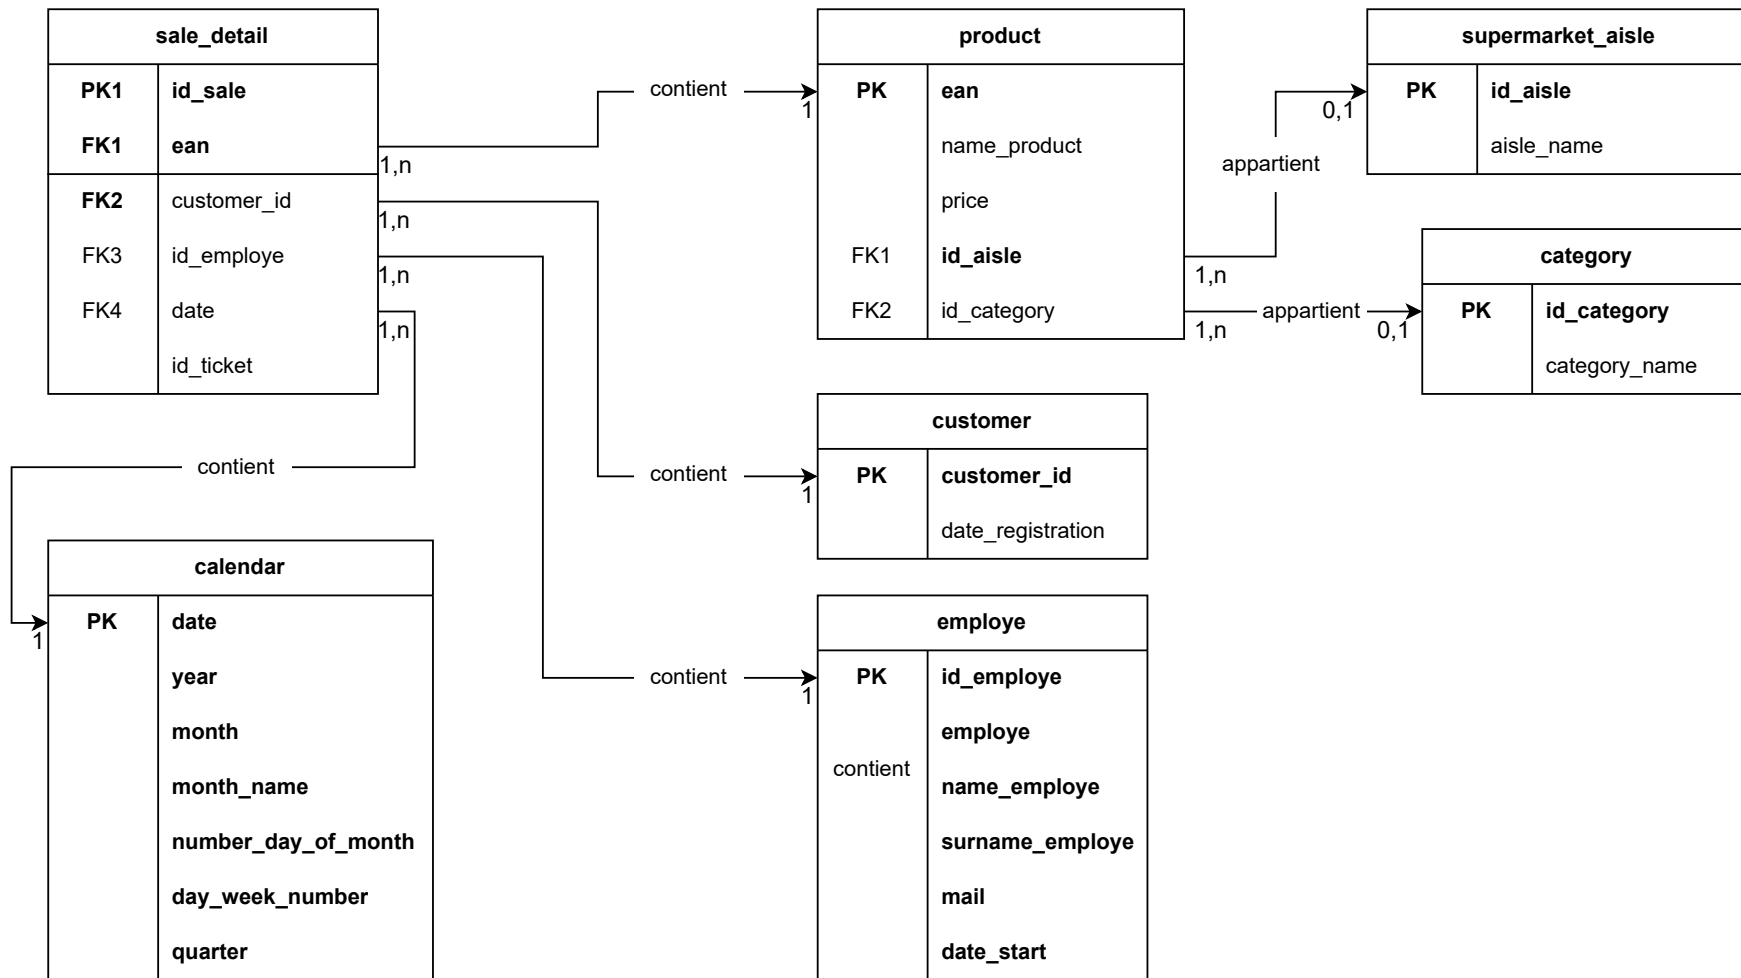 sale_detail
PK1 id_sale
FK1 ean
FK2 customer_id
FK3 id_employe
FK4 date
id_ticket
1,n
1,n
1,n
1,n
contient
1
contient
1
contient
1
contient
1
product
PK ean
name_product
price
FK1 id_aisle
FK2 id_category
1,n
1,n
appartient
0,1
appartient
0,1
supermarket_aisle
PK id_aisle
aisle_name
category
PK id_category
category_name
customer
PK customer_id
date_registration
calendar
PK date
year
month
month_name
number_day_of_month
day_week_number
quarter
employe
PK id_employe
employe
contient
name_employe
surname_employe
mail
date_start